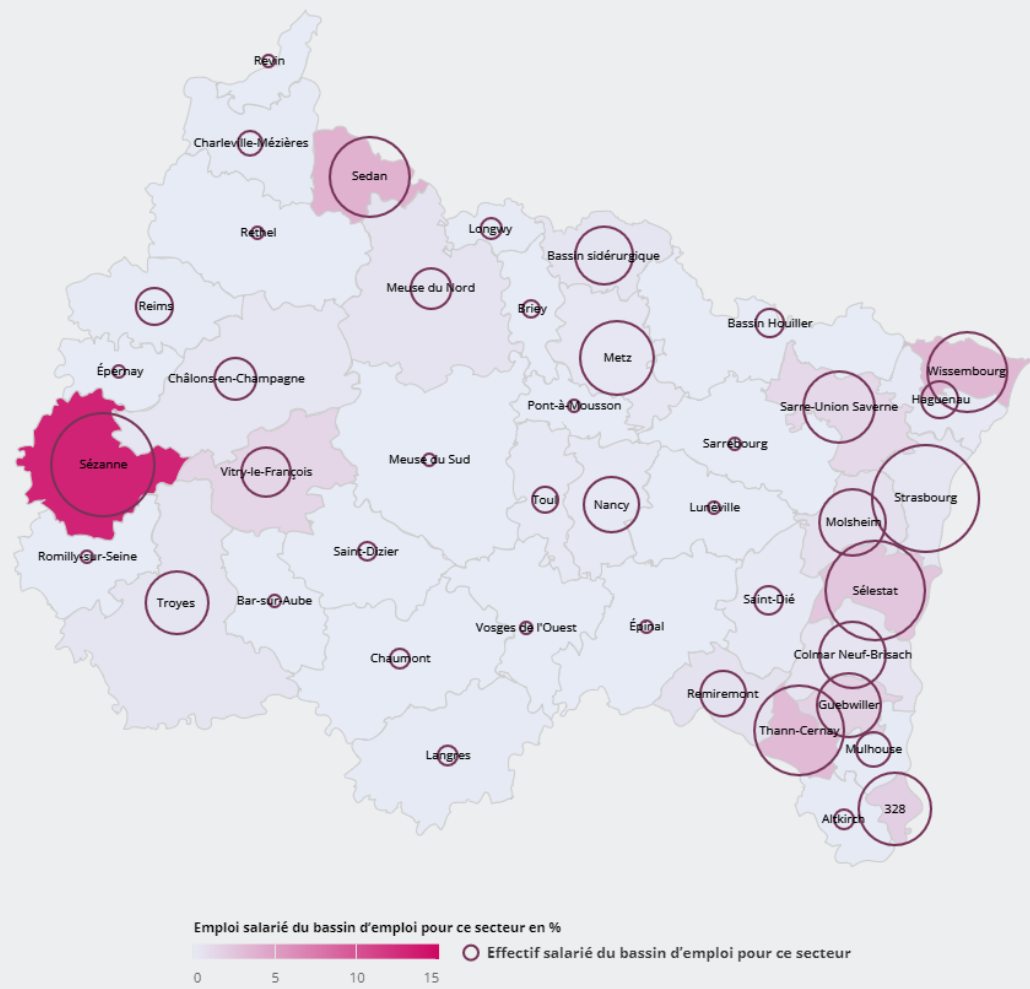 Revin
Charleville-Mézières
Sedan
Rethel
Longwy
Bassin sidérurgique
Meuse du Nord
Reims
Briey
Bassin Houiller
Metz
Épernay
Châlons-en-Champagne
Wissembourg
Haguenau
Pont-à-Mousson
Sarre-Union Saverne
Sarrebourg
Sézanne
Meuse du Sud
Vitry-le-François
Strasbourg
Toul
Nancy
Lunéville
Molsheim
Romilly-sur-Seine
Saint-Dizier
Sélestat
Troyes
Bar-sur-Aube
Saint-Dié
Vosges de l'Ouest
Épinal
Chaumont
Colmar Neuf-Brisach
Remiremont
Guebwiller
Thann-Cernay
Mulhouse
Langres
328
Altkirch
Emploi salarié du bassin d'emploi pour ce secteur en %
Effectif salarié du bassin d'emploi pour ce secteur
0 5 10 15